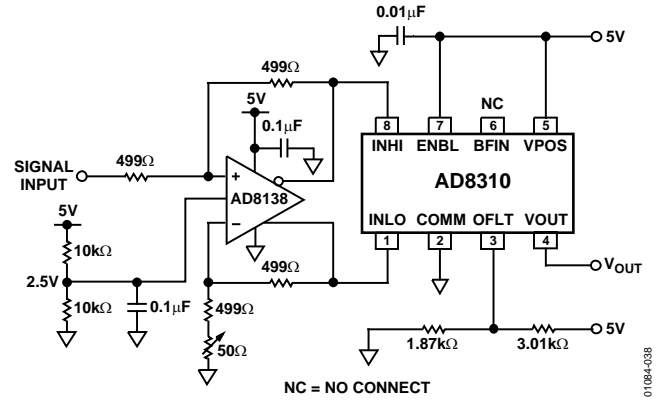 0.01μF
5V
499Ω
5V
NC
0.1μF
8 7 6 5
INHI ENBL BFIN VPOS
SIGNAL
INPUT
499Ω
+
AD8138
−
AD8310
5V
INLO COMM OFLT VOUT
1 2 3 4
10kΩ
499Ω
2.5V
VOUT
10kΩ
0.1μF
499Ω
5V
50Ω
1.87kΩ
3.01kΩ
NC = NO CONNECT
01084-038